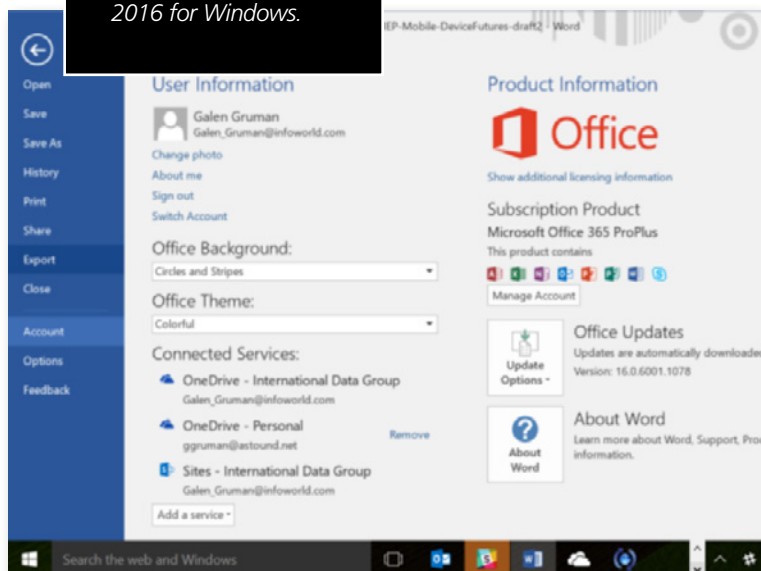 2016 for Windows.
IEP-Mobile-DeviceFutures-draft2 - Word
Open
Save
Save As
History
Print
Share
Export
Close
Account
Options
Feedback
User Information
Galen Gruman
Galen_Gruman@infoworld.com
Change photo
About me
Sign out
Switch Account
Office Background:
Circles and Stripes
Office Theme:
Colorful
Connected Services:
OneDrive - International Data Group
Galen_Gruman@infoworld.com
OneDrive - Personal
ggruman@astound.net
Remove
Sites - International Data Group
Galen_Gruman@infoworld.com
Add a service
Product Information
Office
Show additional licensing information
Subscription Product
Microsoft Office 365 ProPlus
This product contains
Manage Account
Update
Options
Office Updates
Updates are automatically downloaded
Version: 16.0.6001.1078
About
Word
About Word
Learn more about Word, Support, Pro
information.
Search the web and Windows